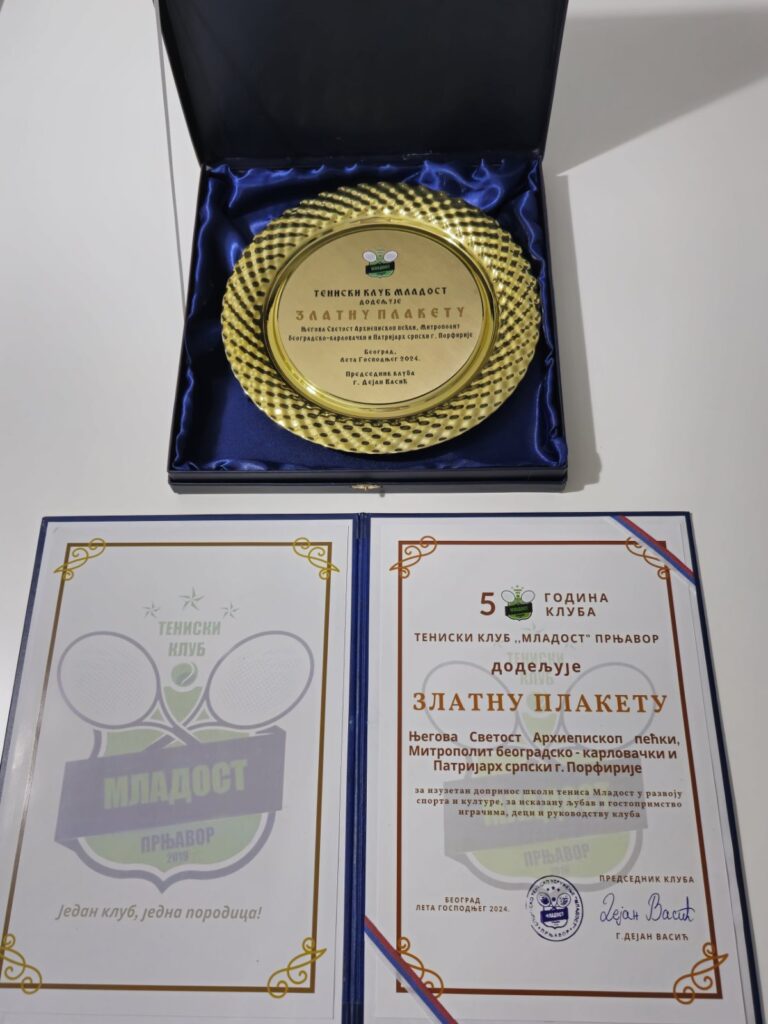 МЛАДОСТ
ТЕНИСКИ КЛУБ МЛАДОСТ
ДОДЕЉУЈЕ
ЗЛАТНУ ПЛАКЕТУ
Његова Светост Архиепископ пећки, Митрополит
београдско-карловачки и Патријарх српски г. Порфирије
Београд,
Лета Господњег 2024.
Председник клуба
г. Дејан Васић
ТЕНИСКИ
КЛУБ
МЛАДОСТ
ПРЊАВОР
2019
Један клуб, једна породица!
5 ГОДИНА
КЛУБА
ТЕНИСКИ КЛУБ ,,МЛАДОСТ" ПРЊАВОР
додељује
ЗЛАТНУ ПЛАКЕТУ
Његова Светост Архиепископ пећки,
Митрополит београдско - карловачки и
Патријарх српски г. Порфирије
за изузетан допринос школи тениса Младост у развоју
спорта и културе, за исказану љубав и гостопримство
играчима, деци и руководству клуба
ПРЊАВОР
2019
ПРЕДСЕДНИК КЛУБА
БЕОГРАД
ЛЕТА ГОСПОДЊЕГ 2024.
МЛАДОСТ
Дејан Васић
Г.ДЕЈАН ВАСИЋ